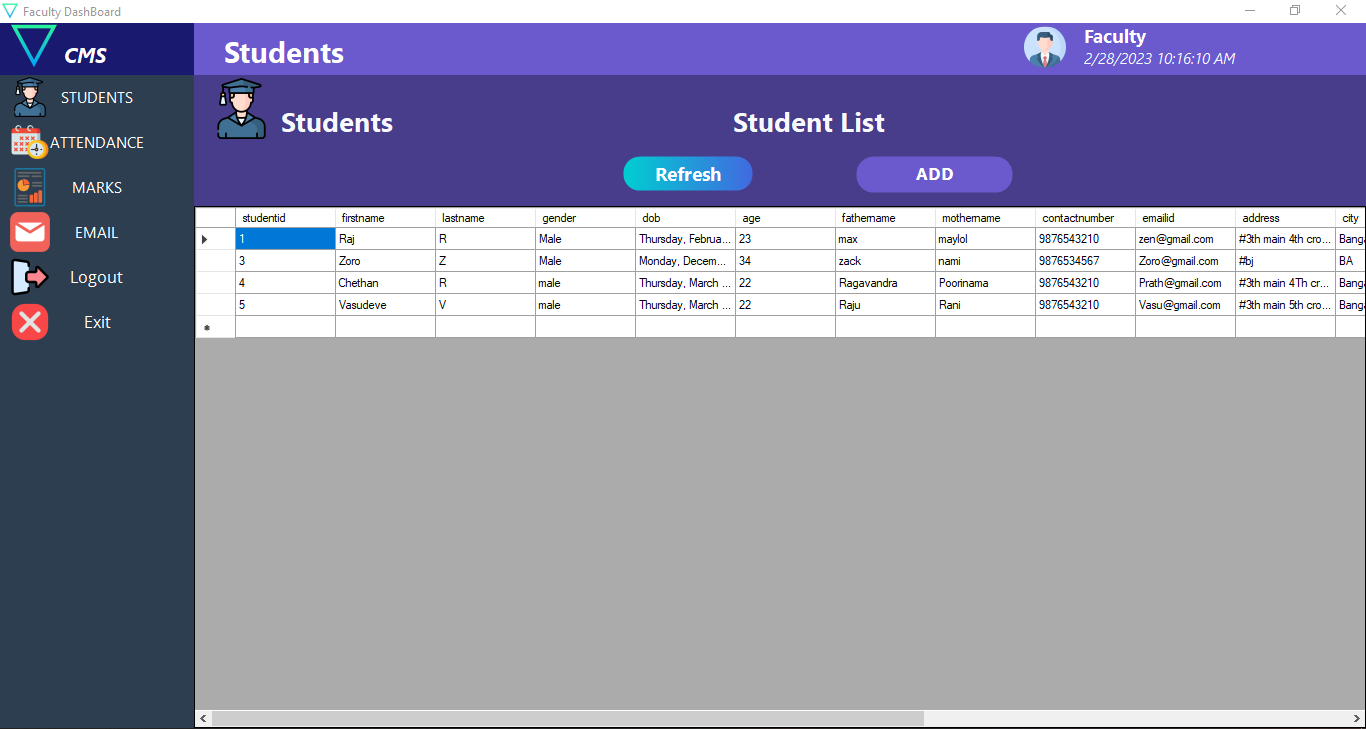 Faculty DashBoard
CMS
Students
Faculty
2/28/2023 10:16:10 AM
STUDENTS
ATTENDANCE
MARKS
EMAIL
Logout
Exit
Students
Student List
Refresh
ADD
studentid firstname lastname gender dob age fathername mothername contactnumber emailid address city
1 Raj R Male Thursday, Februa... 23 max maylol 9876543210 zen@gmail.com #3th main 4th cro... Banga
3 Zoro Z Male Monday, Decem... 34 zack nami 9876534567 Zoro@gmail.com #bj BA
4 Chethan R male Thursday, March ... 22 Ragavandra Poorinama 9876543210 Prath@gmail.com #3th main 4Th cr... Banga
5 Vasudeve V male Thursday, March ... 22 Raju Rani 9876543210 Vasu@gmail.com #3th main 5th cro... Banga